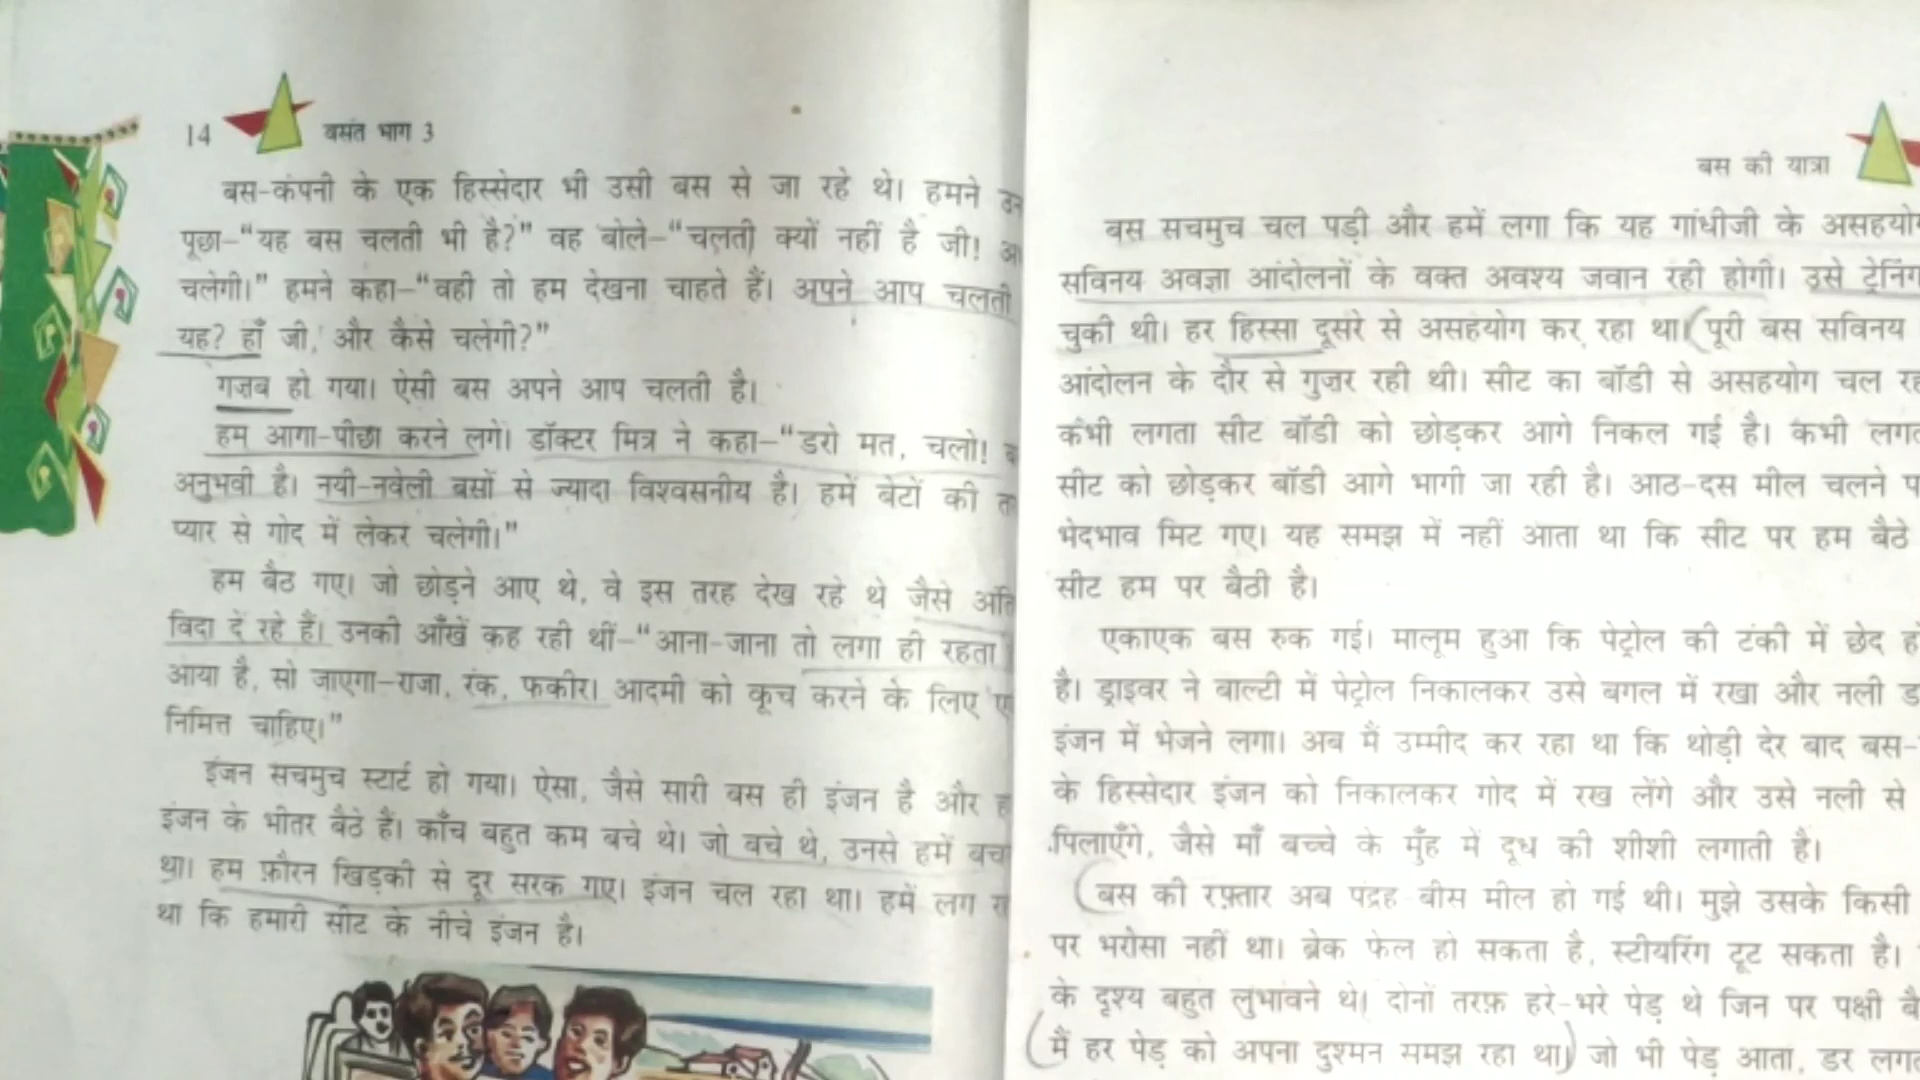 14
वसंत भाग 3
बस-कंपनी के एक हिस्सेदार भी उसी बस से जा रहे थे। हमने
पूछा–"यह बस चलती भी है?" वह बोले–"चलती क्यों नहीं है जी!
चलेगी।" हमने कहा–"वही तो हम देखना चाहते हैं। अपने आप चलती
यह? हाँ जी, और कैसे चलेगी?"
गज़ब हो गया। ऐसी बस अपने आप चलती है।
हम आगा-पीछा करने लगे। डॉक्टर मित्र ने कहा–"डरो मत, चलो!
अनुभवी है। नयी-नवेली बसों से ज्यादा विश्वसनीय है। हमें बेटों की
प्यार से गोद में लेकर चलेगी।"
हम बैठ गए। जो छोड़ने आए थे, वे इस तरह देख रहे थे जैसे
विदा दे रहे हैं। उनकी आँखें कह रही थीं–"आना-जाना तो लगा ही रहता
आया है, सो जाएगा–राजा, रंक, फकीर। आदमी को कूच करने के लिए
निमित्त चाहिए।"
इंजन सचमुच स्टार्ट हो गया। ऐसा, जैसे सारी बस ही इंजन है और
इंजन के भीतर बैठे हैं। काँच बहुत कम बचे थे। जो बचे थे, उनसे हमें
था। हम फ़ौरन खिड़की से दूर सरक गए। इंजन चल रहा था। हमें लग
था कि हमारी सीट के नीचे इंजन है।
बस की यात्रा
बस सचमुच चल पड़ी और हमें लगा कि यह गांधीजी के
सविनय अवज्ञा आंदोलनों के वक्त अवश्य जवान रही होगी। उसे ट्रेनिंग
चुकी थी। हर हिस्सा दूसरे से असहयोग कर रहा था। पूरी बस सविनय
आंदोलन के दौर से गुज़र रही थी। सीट का बॉडी से असहयोग चल
कभी लगता सीट बॉडी को छोड़कर आगे निकल गई है। कभी
सीट को छोड़कर बॉडी आगे भागी जा रही है। आठ-दस मील चलने
भेदभाव मिट गए। यह समझ में नहीं आता था कि सीट पर हम बैठे
सीट हम पर बैठी है।
एकाएक बस रुक गई। मालूम हुआ कि पेट्रोल की टंकी में छेद
है। ड्राइवर ने बाल्टी में पेट्रोल निकालकर उसे बगल में रखा और नली
इंजन में भेजने लगा। अब मैं उम्मीद कर रहा था कि थोड़ी देर बाद बस-
के हिस्सेदार इंजन को निकालकर गोद में रख लेंगे और उसे नली से
पिलाएँगे, जैसे माँ बच्चे के मुँह में दूध की शीशी लगाती है।
बस की रफ़्तार अब पंद्रह-बीस मील हो गई थी। मुझे उसके किसी
पर भरोसा नहीं था। ब्रेक फेल हो सकता है, स्टीयरिंग टूट सकता है।
के दृश्य बहुत लुभावने थे। दोनों तरफ़ हरे-भरे पेड़ थे जिन पर पक्षी
मैं हर पेड़ को अपना दुश्मन समझ रहा था। जो भी पेड़ आता, डर